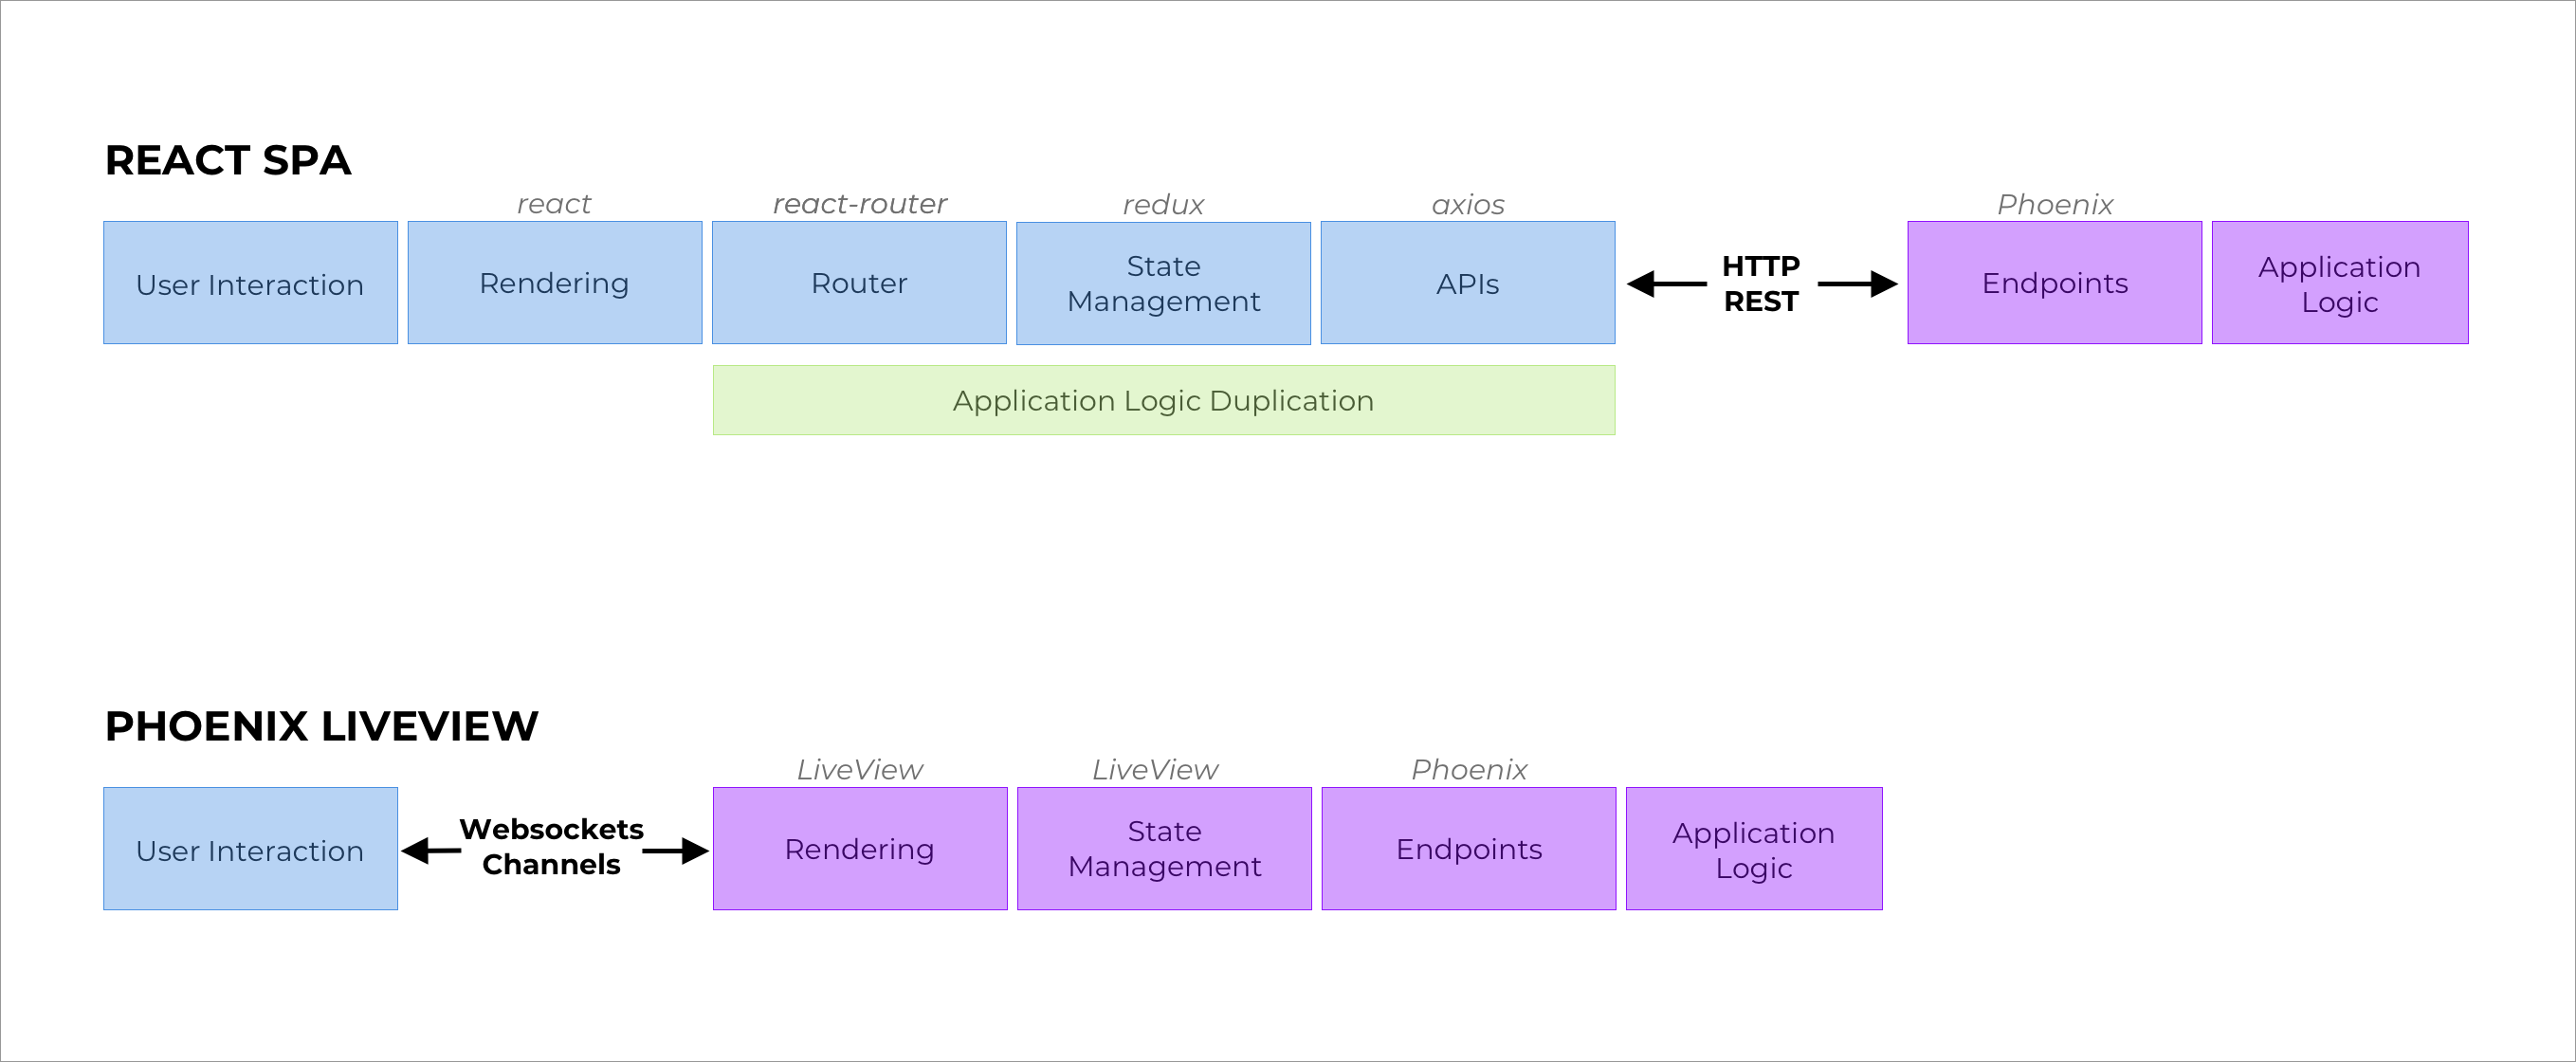 REACT SPA
react
react-router
redux
axios
Phoenix
User Interaction
Rendering
Router
State
Management
APIs
HTTP
REST
Endpoints
Application
Logic
Application Logic Duplication
PHOENIX LIVEVIEW
LiveView
LiveView
Phoenix
User Interaction
Websockets
Channels
Rendering
State
Management
Endpoints
Application
Logic